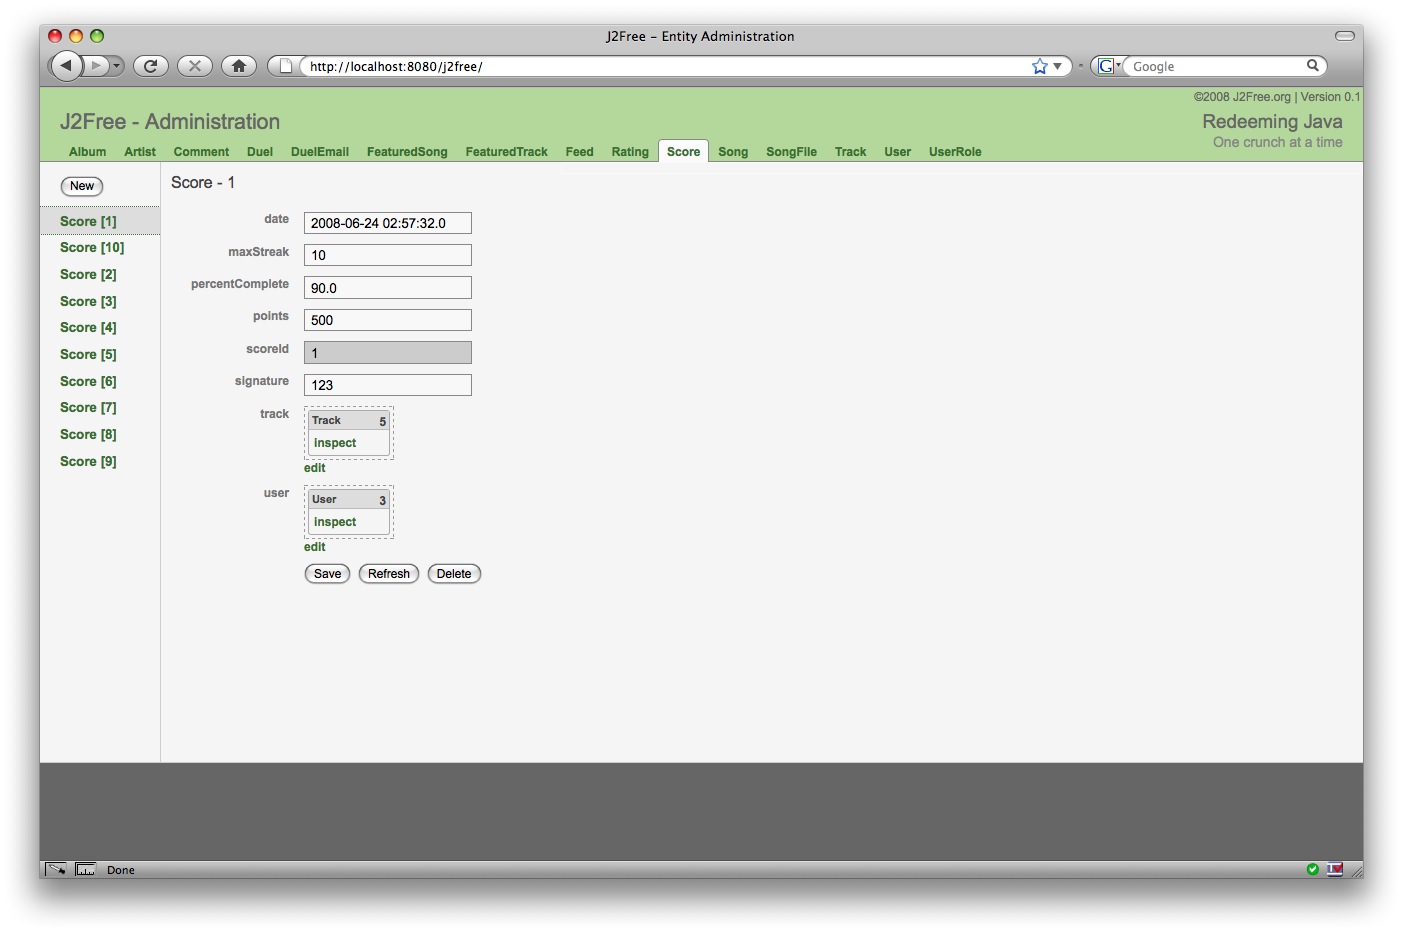 J2Free - Entity Administration
http://localhost:8080/j2free/
Google
©2008 J2Free.org | Version 0.1
J2Free - Administration
Redeeming Java
One crunch at a time
Album Artist Comment Duel DuelEmail FeaturedSong FeaturedTrack Feed Rating Score Song SongFile Track User UserRole
New
Score [1]
Score [10]
Score [2]
Score [3]
Score [4]
Score [5]
Score [6]
Score [7]
Score [8]
Score [9]
Score - 1
date 2008-06-24 02:57:32.0
maxStreak 10
percentComplete 90.0
points 500
scoreId 1
signature 123
track Track 5
inspect
edit
user User 3
inspect
edit
Save Refresh Delete
Done